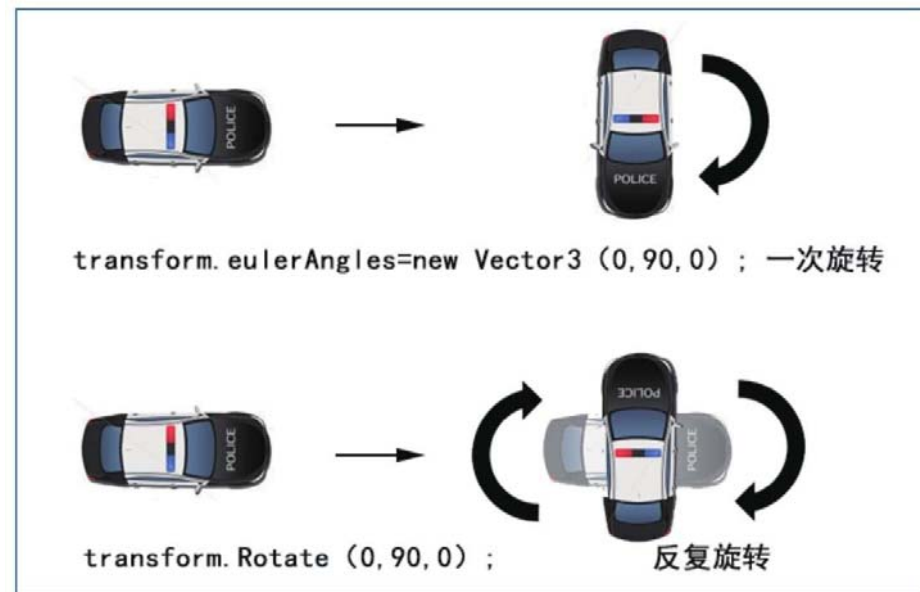 POLICE
POLICE
transform.eulerAngles=new Vector3 (0,90,0) ; 一次旋转
POLICE
POLICE
POLICE
transform.Rotate (0,90,0) ;
反复旋转